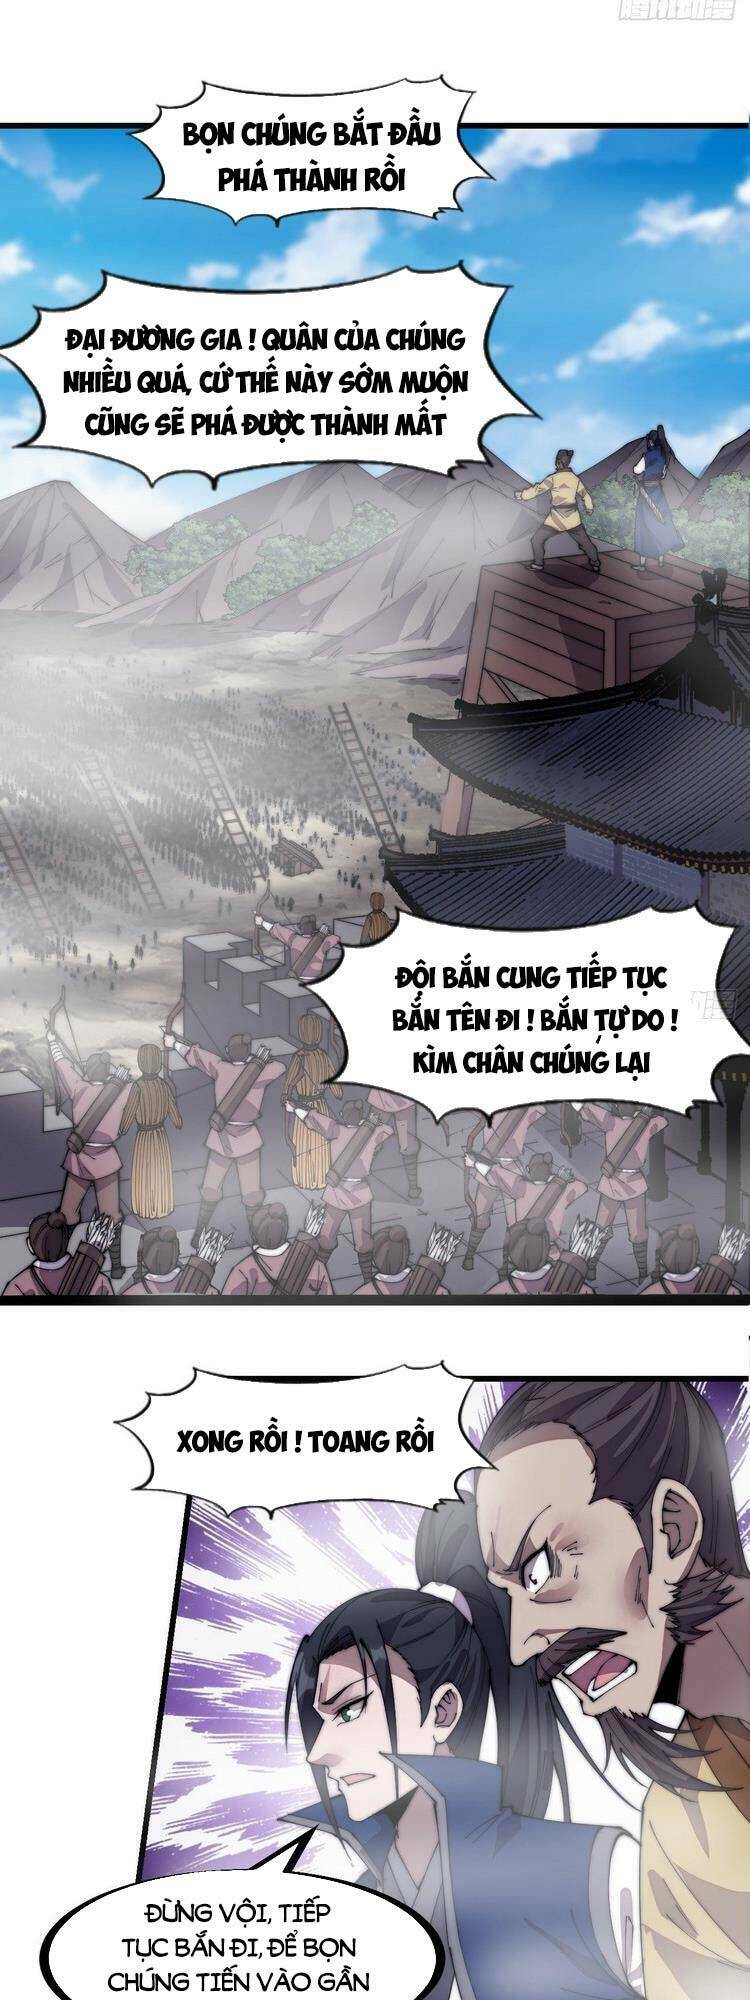 BỌN CHÚNG BẮT ĐẦU
PHÁ THÀNH RỒI
ĐẠI ĐƯƠNG GIA ! QUÂN CỦA CHÚNG
NHIỀU QUÁ, CỨ THẾ NÀY SỚM MUỘN
CŨNG SẼ PHÁ ĐƯỢC THÀNH MẤT
ĐỘI BẮN CUNG TIẾP TỤC
BẮN TÊN ĐI ! BẮN TỰ DO !
KÌM CHÂN CHÚNG LẠI
XONG RỒI ! TOANG RỒI
ĐỪNG VỘI, TIẾP
TỤC BẮN ĐI, ĐỂ BỌN
CHÚNG TIẾN VÀO GẦN